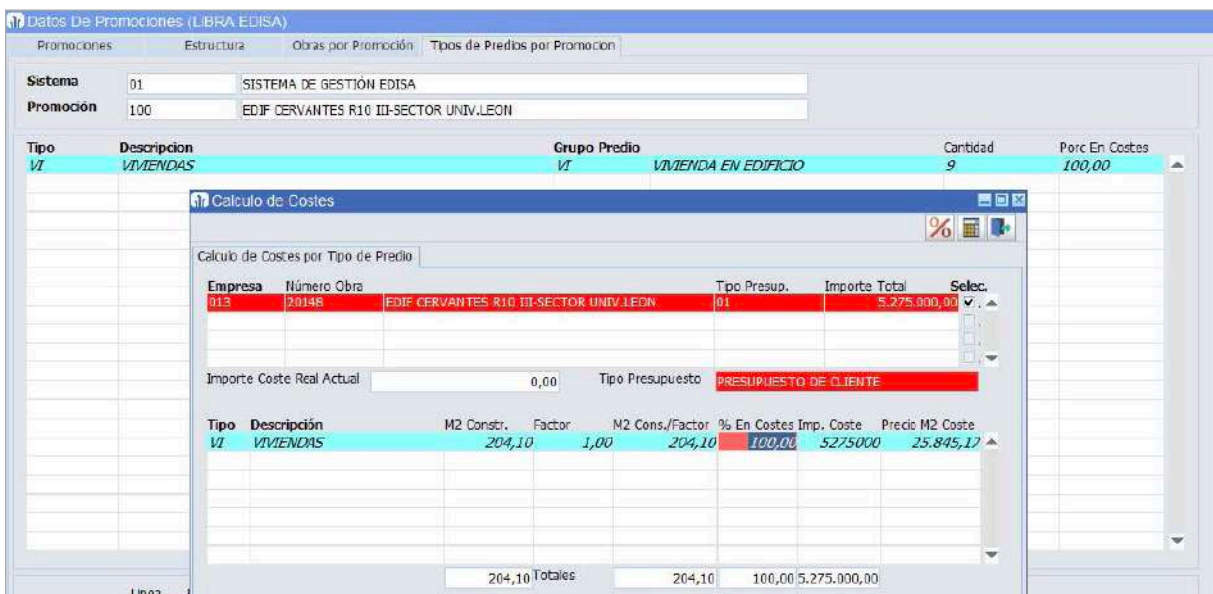 Datos De Promociones (LIBRA EDISA)
Promociones Estructura Obras por Promoción Tipos de Predios por Promocion
Sistema 01 SISTEMA DE GESTIÓN EDISA
Promoción 100 EDIF CERVANTES R10 III-SECTOR UNIV.LEON
Tipo Descripcion Grupo Predio Cantidad Porc En Costes
VI VIVIENDAS VI VIVIENDA EN EDIFICIO 9 100,00
Calculo de Costes
%
Calculo de Costes por Tipo de Predio
Empresa Número Obra Tipo Presup. Importe Total Selec.
013 20148 EDIF CERVANTES R10 III-SECTOR UNIV.LEON 01 5.275.000,00
Importe Coste Real Actual 0,00 Tipo Presupuesto PRESUPUESTO DE CLIENTE
Tipo Descripción M2 Constr. Factor M2 Cons./Factor % En Costes Imp. Coste Precio M2 Coste
VI VIVIENDAS 204,10 1,00 204,10 100,00 5275000 25.845,17
204,10 Totales 204,10 100,00 5.275.000,00